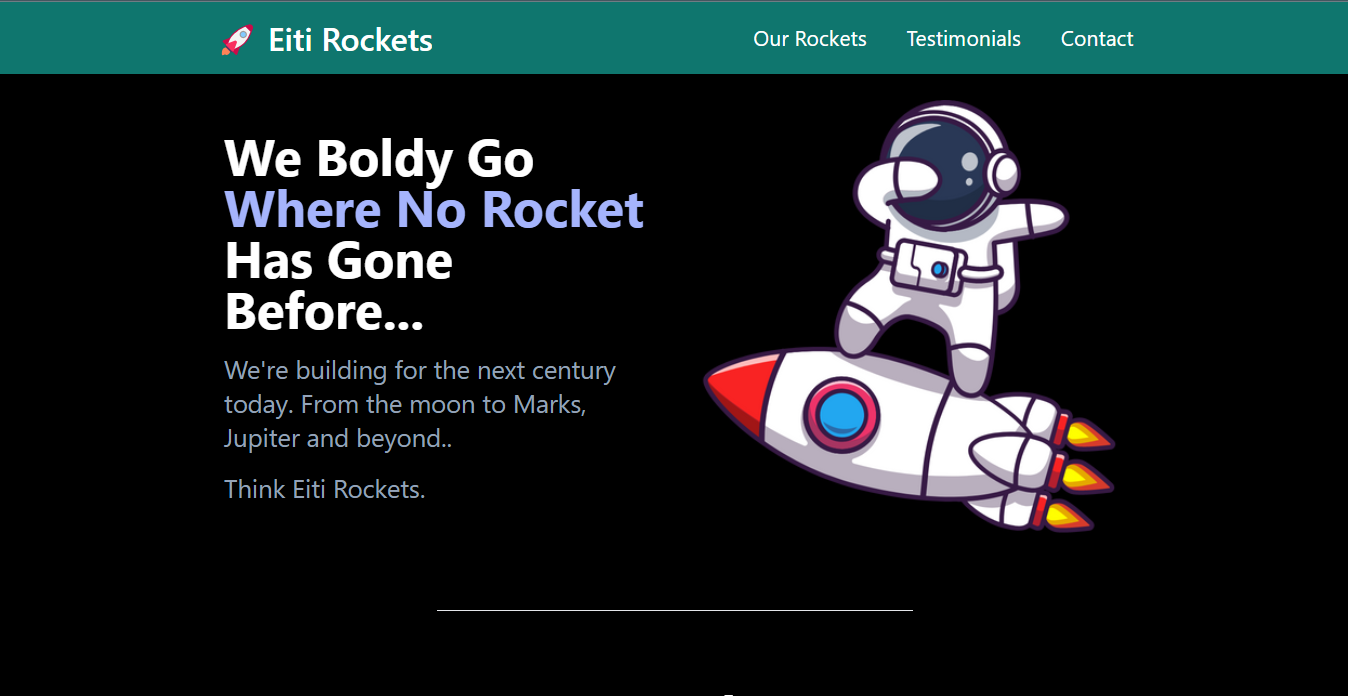 Eiti Rockets
Our Rockets Testimonials Contact
We Boldy Go
Where No Rocket
Has Gone
Before...
We're building for the next century
today. From the moon to Marks,
Jupiter and beyond..
Think Eiti Rockets.